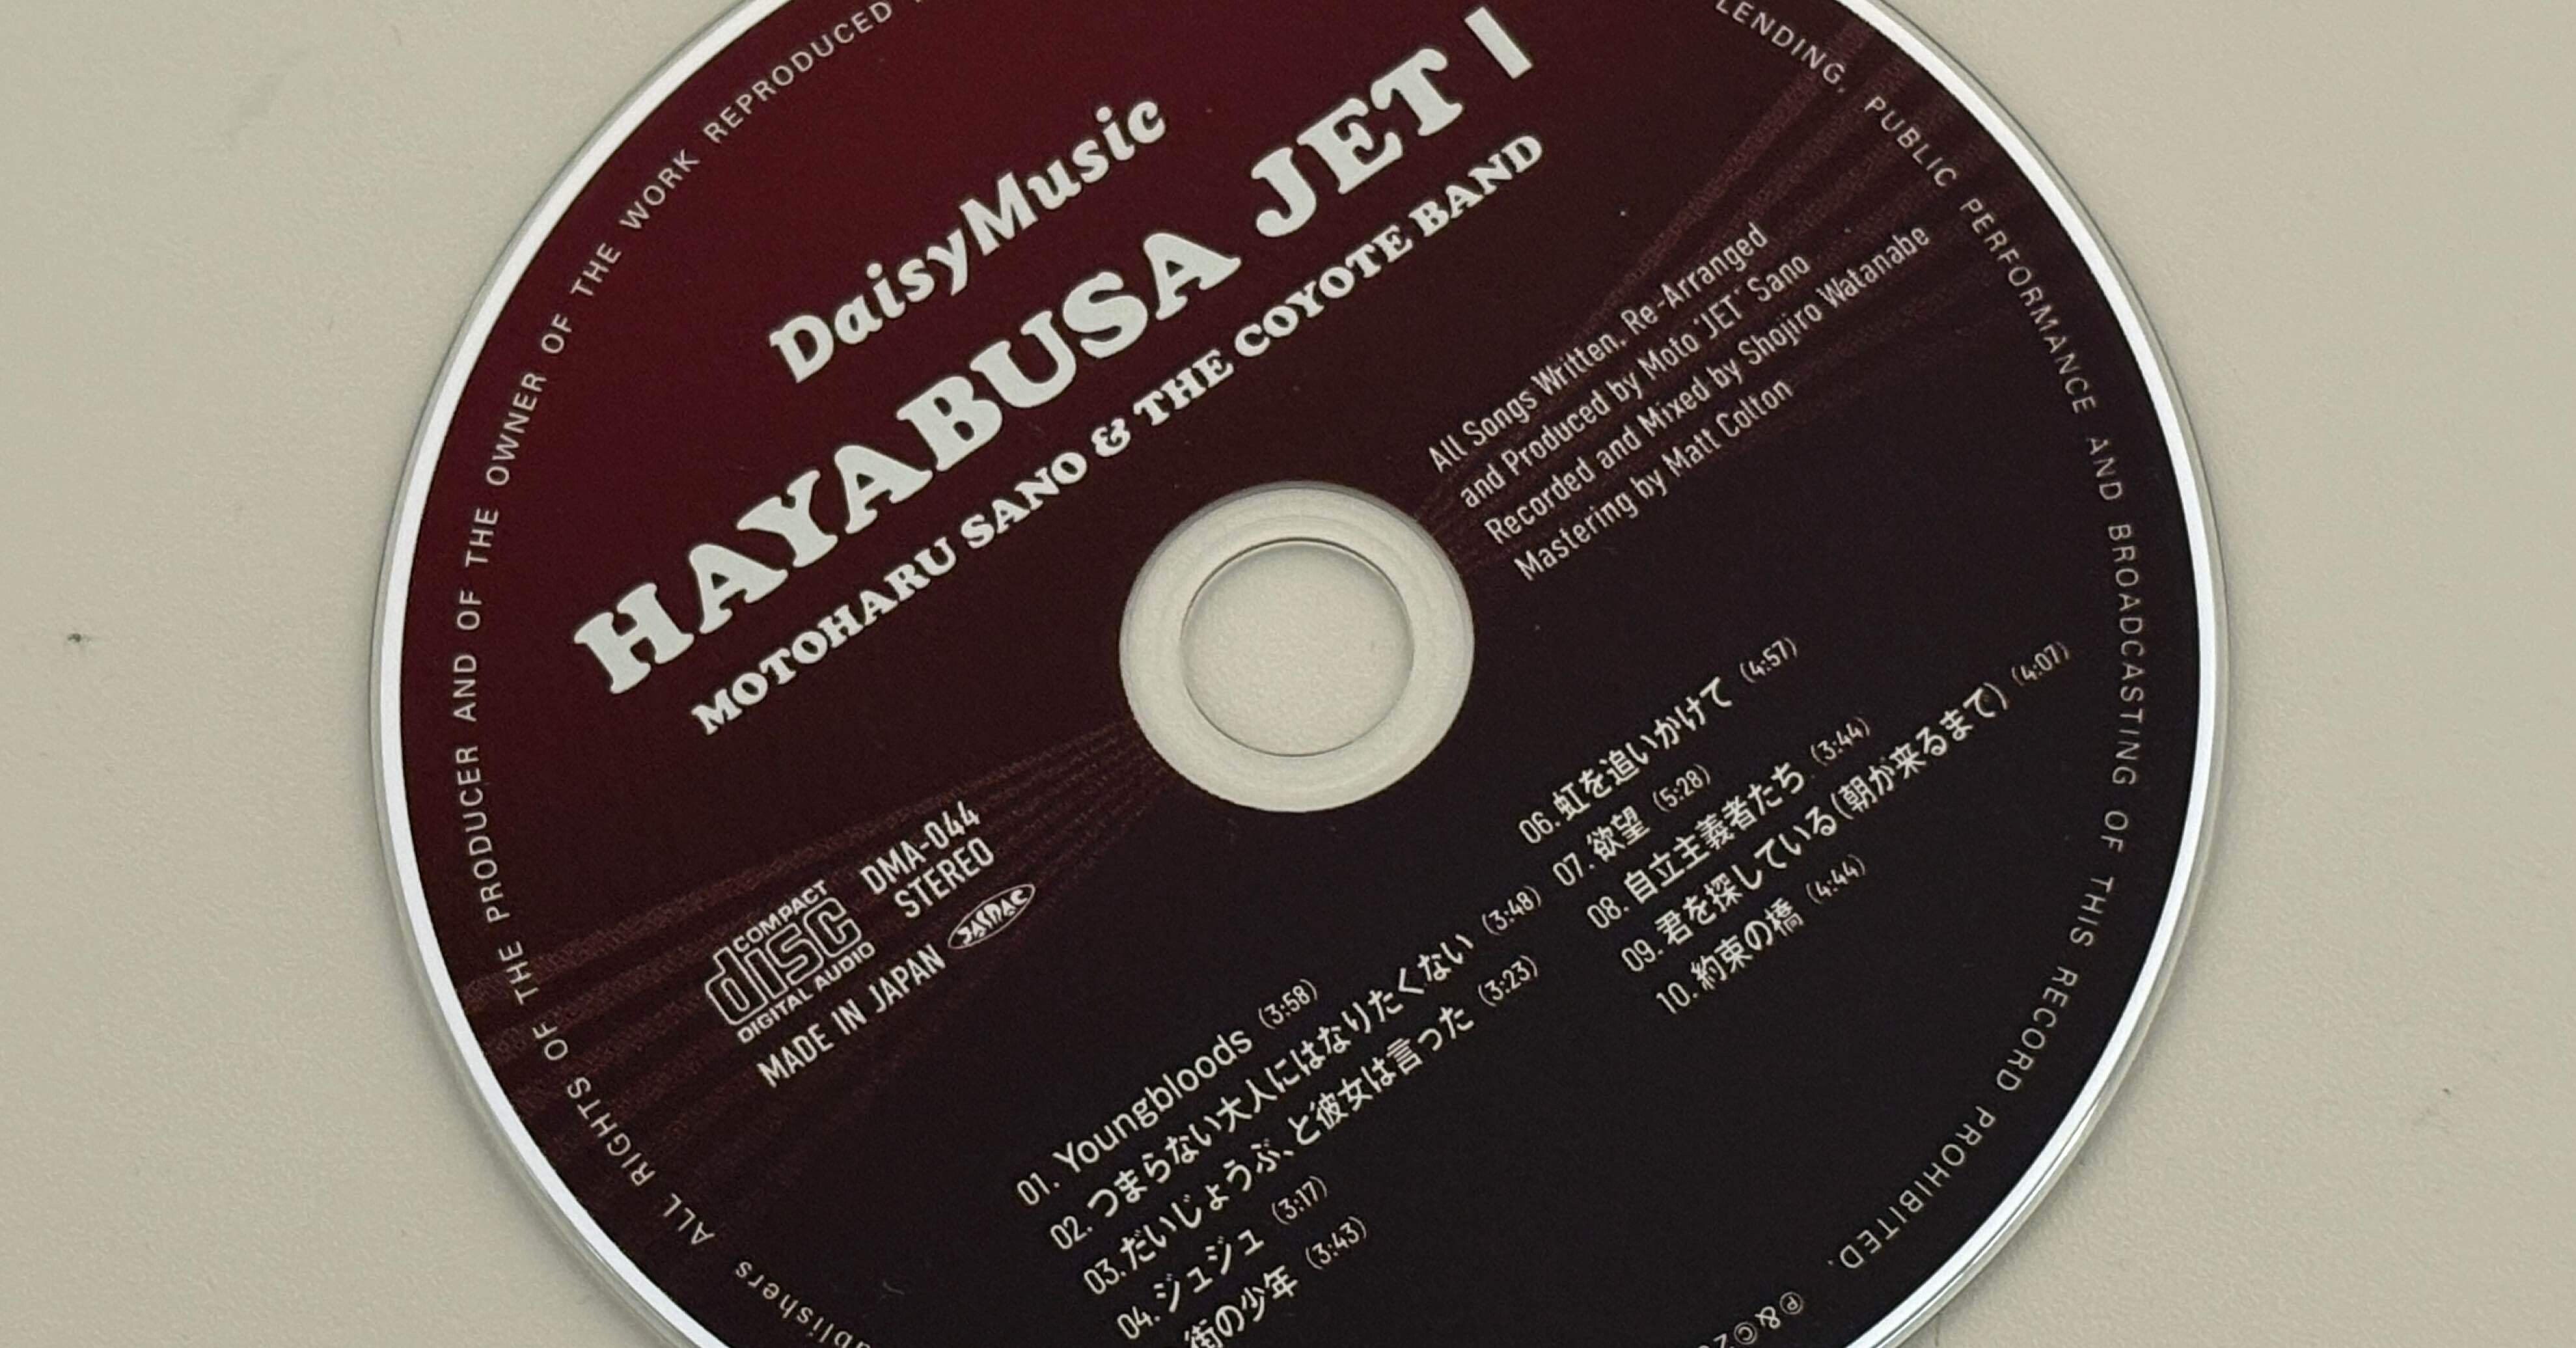 DaisyMusic
HAYABUSA JET I
MOTOHARU SANO & THE COYOTE BAND
All Songs Written, Re-Arranged
and Produced by Moto 'JET' Sano
Recorded and Mixed by Shojiro Watanabe
Mastering by Matt Colton
COMPACT
disc
DIGITAL AUDIO
DMA-044
STEREO
MADE IN JAPAN
JASRAC
01. Youngbloods (3:58)
02. つまらない大人にはなりたくない (3:48)
03. だいじょうぶ、と彼女は言った (3:23)
04. ジュジュ (3:17)
街の少年 (3:43)
06. 虹を追いかけて (4:57)
07. 欲望 (5:28)
08. 自立主義者たち (3:44)
09. 君を探している(朝が来るまで) (4:07)
10. 約束の橋 (4:44)
ALL RIGHTS OF THE PRODUCER AND OF THE OWNER OF THE WORK REPRODUCED
LENDING, PUBLIC PERFORMANCE AND BROADCASTING OF THIS RECORD PROHIBITED.
℗&©